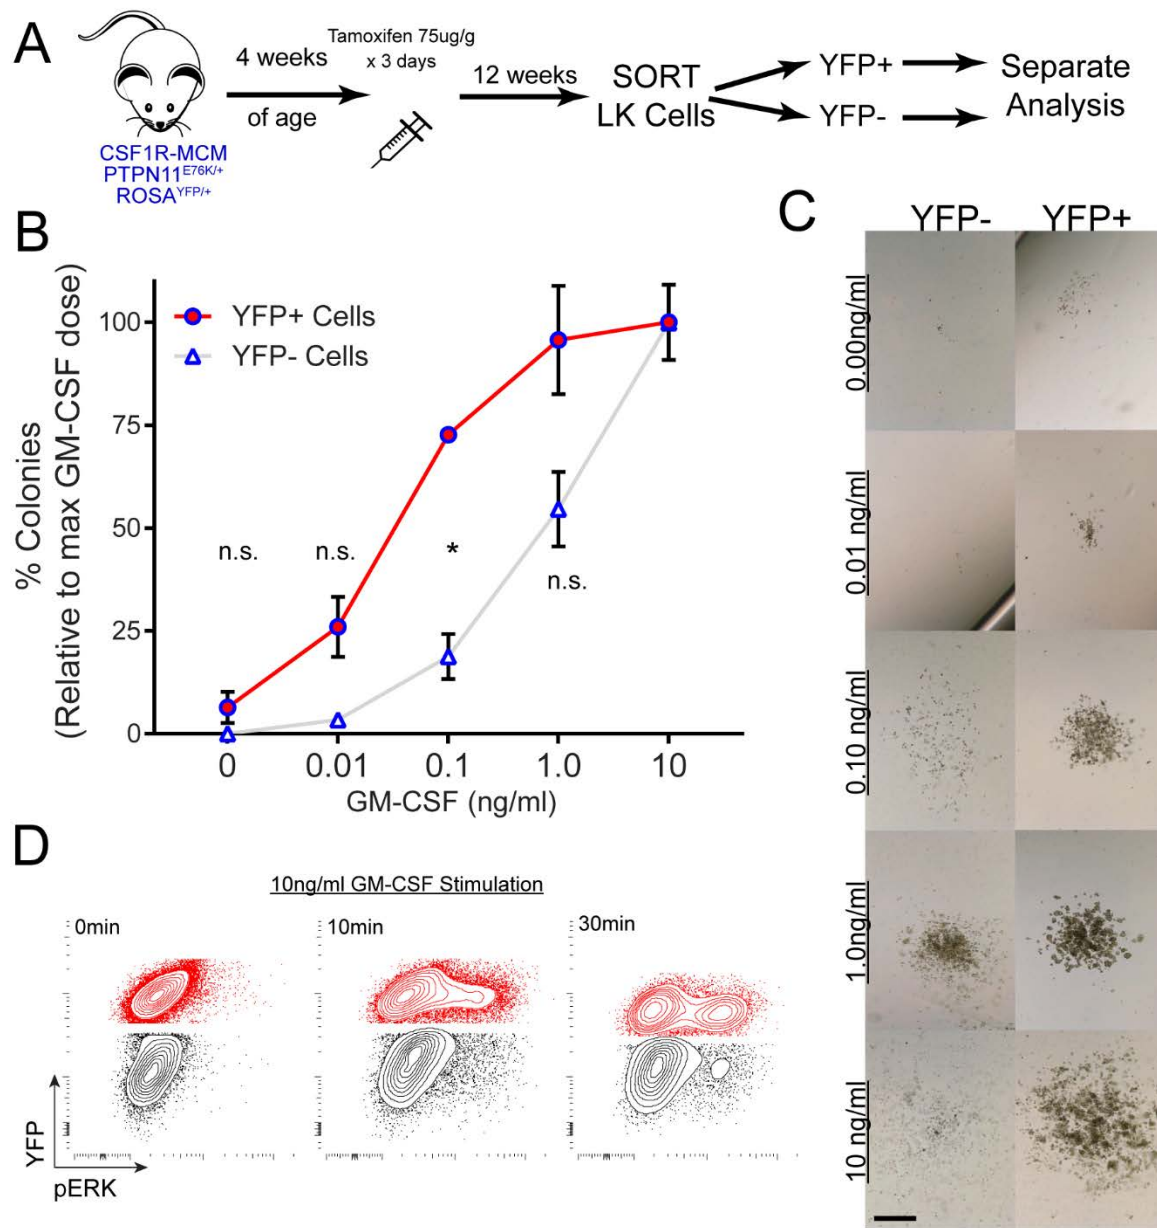 A
4 weeks
of age
Tamoxifen 75ug/g
x 3 days
12 weeks
SORT
LK Cells
YFP+
YFP-
Separate
Analysis
CSF1R-MCM
PTPN11E76K/+
ROSAYFP/+
B
% Colonies
(Relative to max GM-CSF dose)
YFP+ Cells
YFP- Cells
100
75
50
25
0
n.s.
n.s.
*
n.s.
0
0.01
0.1
1.0
10
GM-CSF (ng/ml)
C
YFP-
YFP+
0.00ng/ml
0.01 ng/ml
0.10 ng/ml
1.0ng/ml
10 ng/ml
D
10ng/ml GM-CSF Stimulation
0min
10min
30min
YFP
pERK